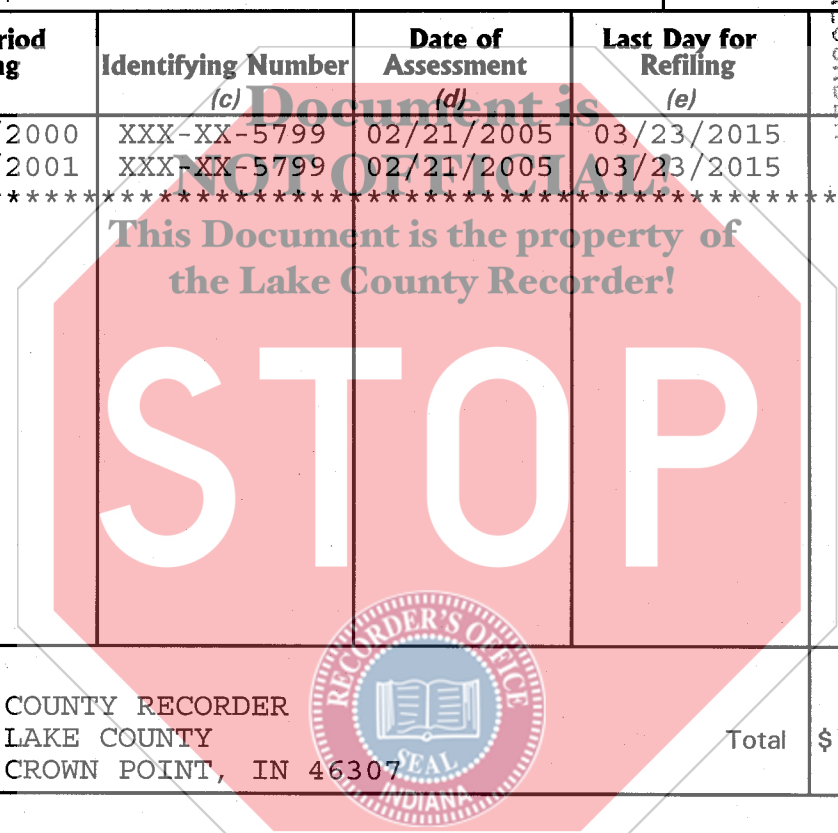 riod
ng
Identifying Number
(c)
Date of
Assessment
(d)
Last Day for
Refiling
(e)
Document is
/2000 XXX-XX-5799 02/21/2005 03/23/2015
NOT OFFICIAL!
/2001 XXX-XX-5799 02/21/2005 03/23/2015
************************************************
This Document is the property of
the Lake County Recorder!
STOP
RECORDER'S OFFICE
SEAL
INDIANA
COUNTY RECORDER
LAKE COUNTY
CROWN POINT, IN 46307
Total $